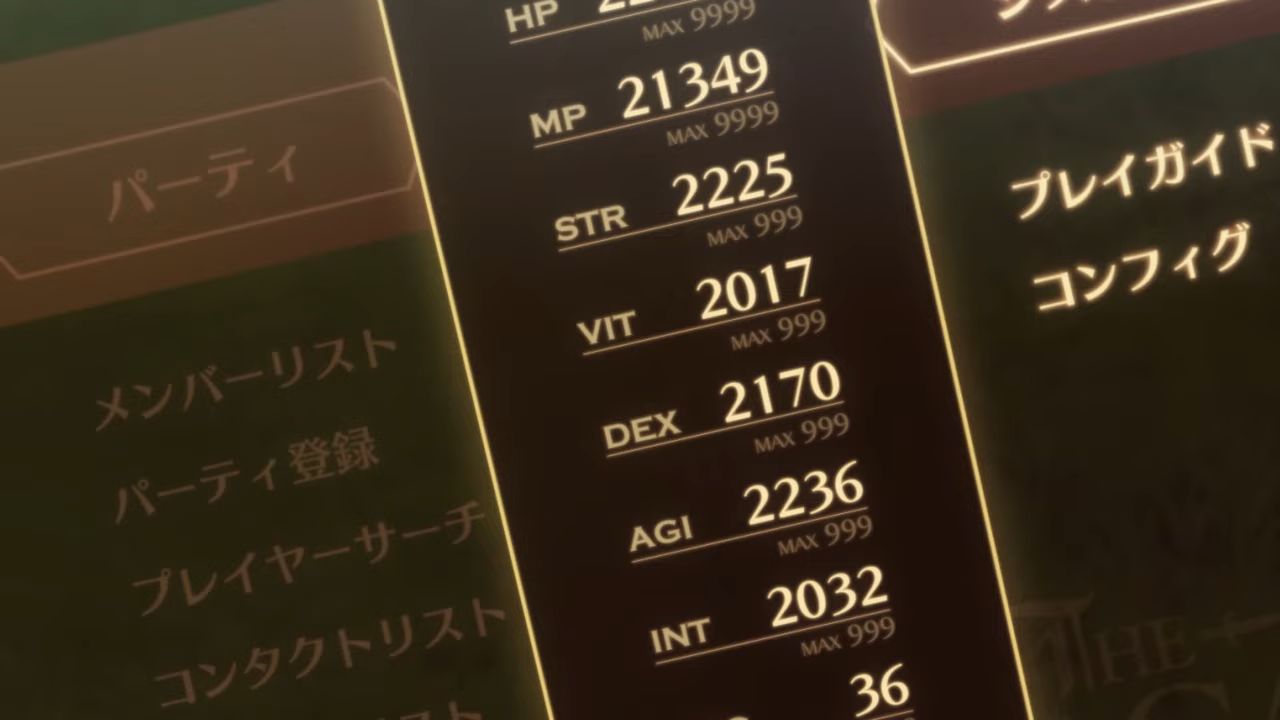 パーティ
メンバーリスト
パーティ登録
プレイヤーサーチ
コンタクトリスト
HP
MAX 9999
MP 21349
MAX 9999
STR 2225
MAX 999
VIT 2017
MAX 999
DEX 2170
MAX 999
AGI 2236
MAX 999
INT 2032
MAX 999
36
プレイガイド
コンフィグ
THE